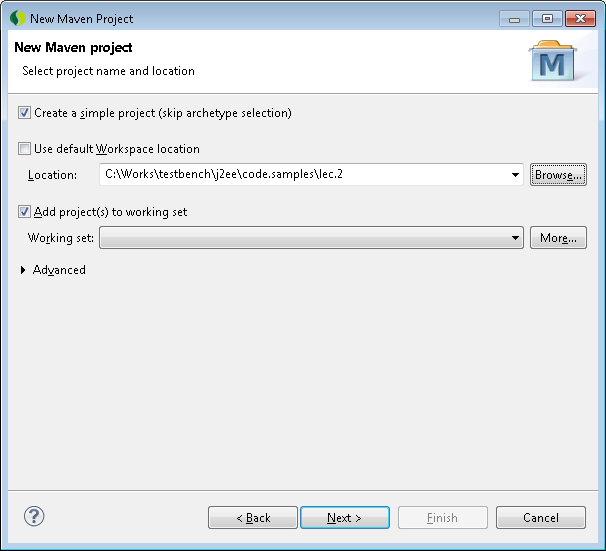 New Maven Project
New Maven project
Select project name and location
M
Create a simple project (skip archetype selection)
Use default Workspace location
Location: C:\Works\testbench\j2ee\code.samples\lec.2 Browse...
Add project(s) to working set
Working set: More...
Advanced
? < Back Next > Finish Cancel